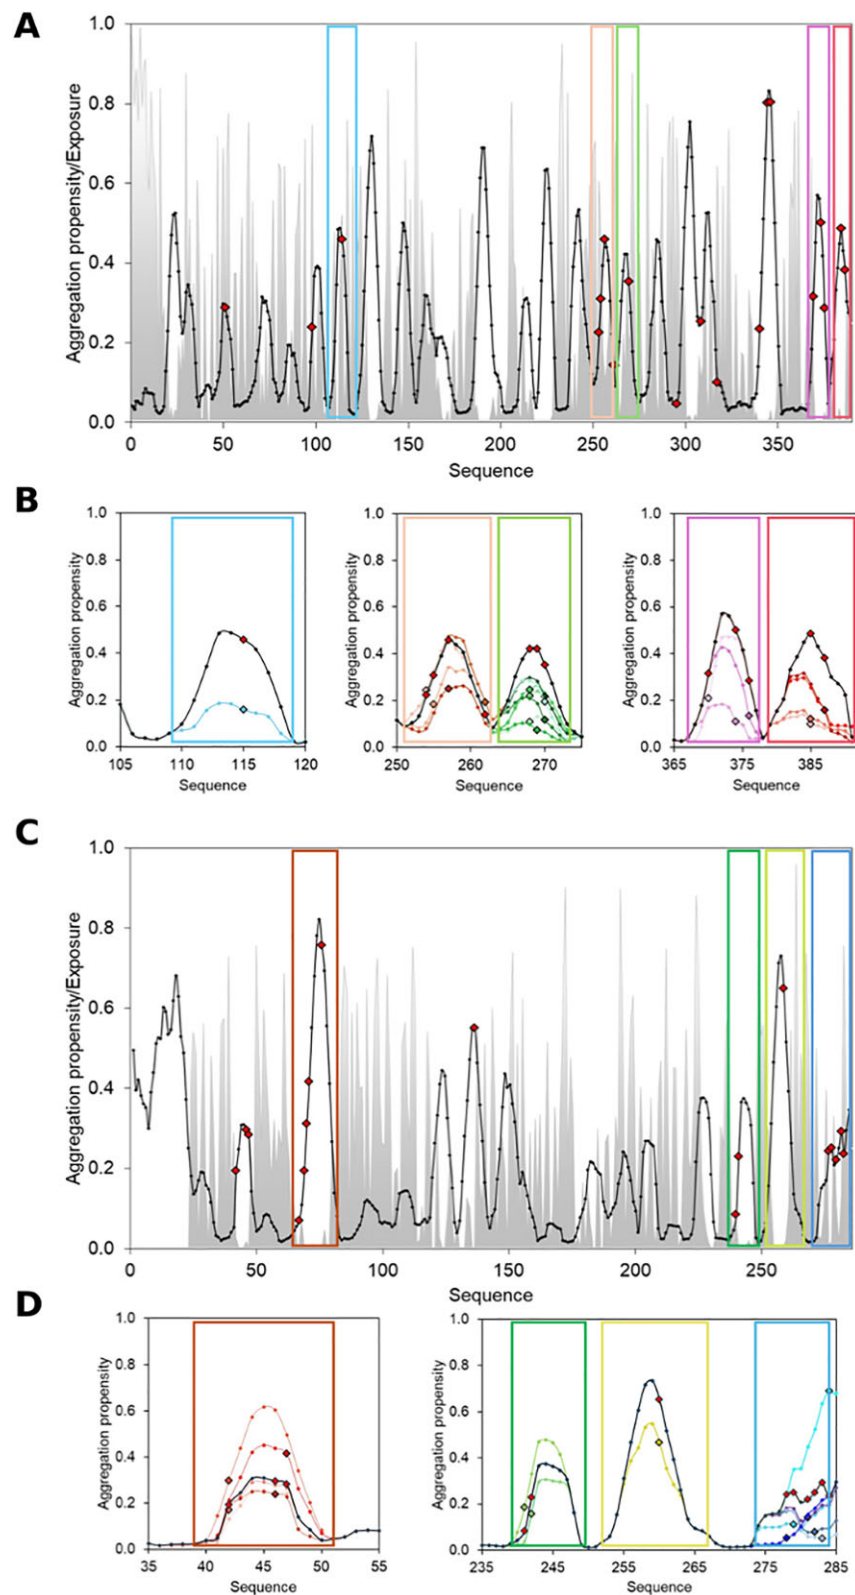 A
Aggregation propensity/Exposure
1.0
0.8
0.6
0.4
0.2
0.0
0 50 100 150 200 250 300 350
Sequence
B
Aggregation propensity
1.0
0.8
0.6
0.4
0.2
0.0
105 110 115 120
Sequence
Aggregation propensity
1.0
0.8
0.6
0.4
0.2
0.0
250 260 270
Sequence
Aggregation propensity
1.0
0.8
0.6
0.4
0.2
0.0
365 375 385
Sequence
C
Aggregation propensity/Exposure
1.0
0.8
0.6
0.4
0.2
0.0
0 50 100 150 200 250
Sequence
D
Aggregation propensity
1.0
0.8
0.6
0.4
0.2
0.0
35 40 45 50 55
Sequence
Aggregation propensity
1.0
0.8
0.6
0.4
0.2
0.0
235 245 255 265 275 285
Sequence